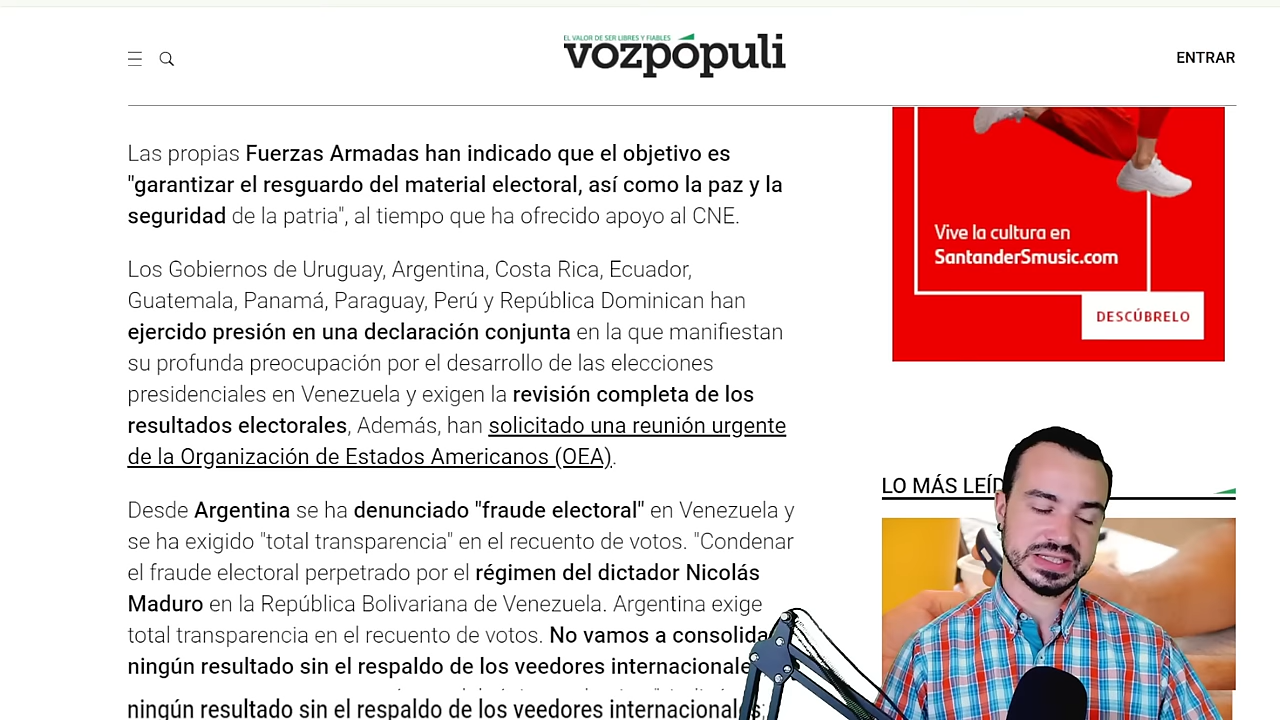 EL VALOR DE SER LIBRES Y FIABLES
vozpópuli
ENTRAR
Las propias Fuerzas Armadas han indicado que el objetivo es
"garantizar el resguardo del material electoral, así como la paz y la
seguridad de la patria", al tiempo que ha ofrecido apoyo al CNE.
Los Gobiernos de Uruguay, Argentina, Costa Rica, Ecuador,
Guatemala, Panamá, Paraguay, Perú y República Dominican han
ejercido presión en una declaración conjunta en la que manifiestan
su profunda preocupación por el desarrollo de las elecciones
presidenciales en Venezuela y exigen la revisión completa de los
resultados electorales, Además, han solicitado una reunión urgente
de la Organización de Estados Americanos (OEA).
Desde Argentina se ha denunciado "fraude electoral" en Venezuela y
se ha exigido "total transparencia" en el recuento de votos. "Condenar
el fraude electoral perpetrado por el régimen del dictador Nicolás
Maduro en la República Bolivariana de Venezuela. Argentina exige
total transparencia en el recuento de votos. No vamos a consolida
ningún resultado sin el respaldo de los veedores internacionale
ningún resultado sin el respaldo de los veedores internacionales;
Vive la cultura en
SantanderSmusic.com
DESCÚBRELO
LO MÁS LEÍD